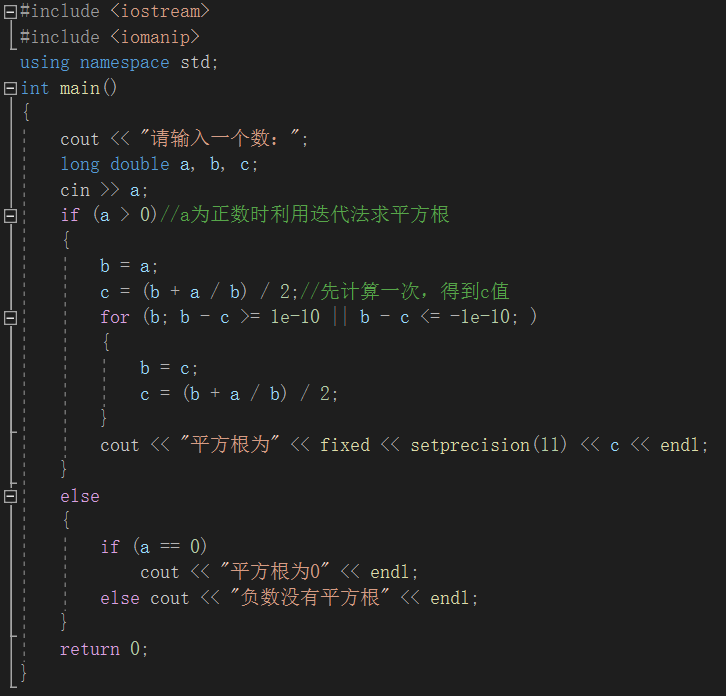 #include <iostream>
#include <iomanip>
using namespace std;
int main()
{
    cout << "请输入一个数：";
    long double a, b, c;
    cin >> a;
    if (a > 0)//a为正数时利用迭代法求平方根
    {
        b = a;
        c = (b + a / b) / 2;//先计算一次，得到c值
        for (b; b - c >= 1e-10 || b - c <= -1e-10; )
        {
            b = c;
            c = (b + a / b) / 2;
        }
        cout << "平方根为" << fixed << setprecision(11) << c << endl;
    }
    else
    {
        if (a == 0)
            cout << "平方根为0" << endl;
        else cout << "负数没有平方根" << endl;
    }
    return 0;
}